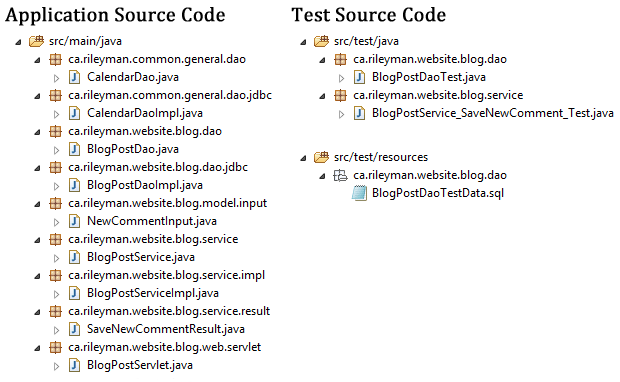 Application Source Code
src/main/java
ca.rileyman.common.general.dao
CalendarDao.java
ca.rileyman.common.general.dao.jdbc
CalendarDaoImpl.java
ca.rileyman.website.blog.dao
BlogPostDao.java
ca.rileyman.website.blog.dao.jdbc
BlogPostDaoImpl.java
ca.rileyman.website.blog.model.input
NewCommentInput.java
ca.rileyman.website.blog.service
BlogPostService.java
ca.rileyman.website.blog.service.impl
BlogPostServiceImpl.java
ca.rileyman.website.blog.service.result
SaveNewCommentResult.java
ca.rileyman.website.blog.web.servlet
BlogPostServlet.java
Test Source Code
src/test/java
ca.rileyman.website.blog.dao
BlogPostDaoTest.java
ca.rileyman.website.blog.service
BlogPostService_SaveNewComment_Test.java
src/test/resources
ca.rileyman.website.blog.dao
BlogPostDaoTestData.sql